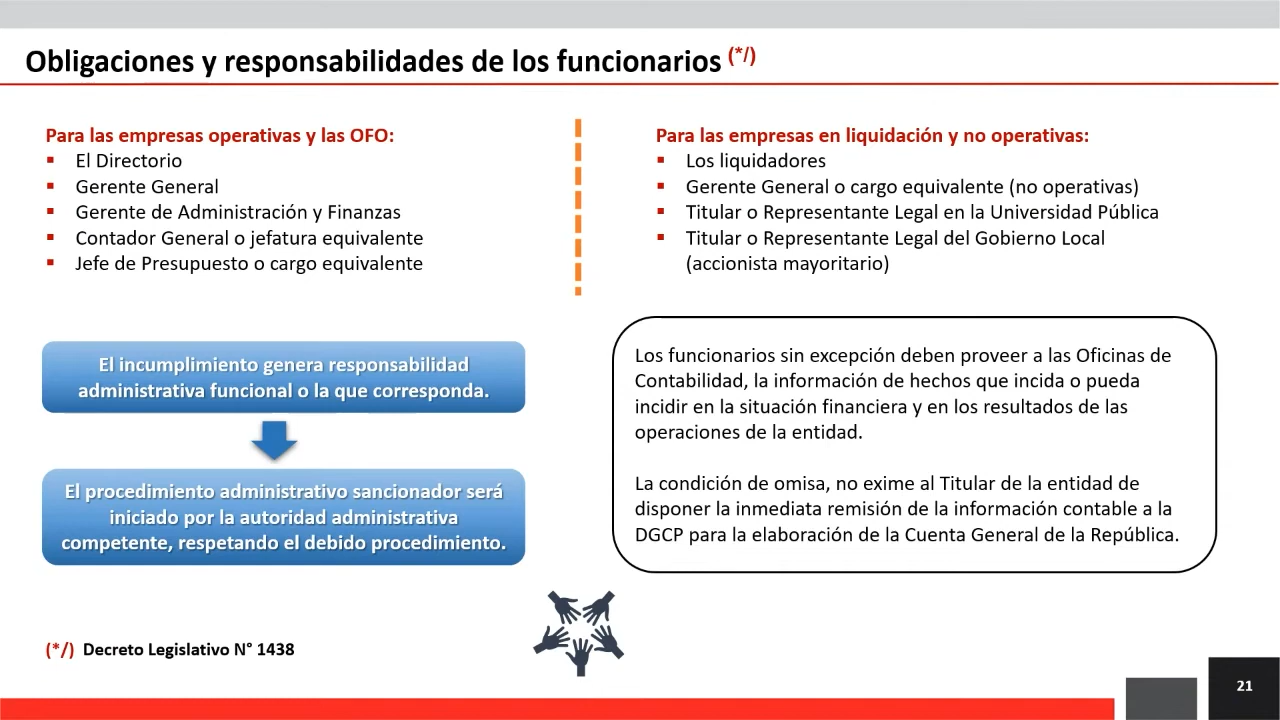 Obligaciones y responsabilidades de los funcionarios (*/)
Para las empresas operativas y las OFO:
▪ El Directorio
▪ Gerente General
▪ Gerente de Administración y Finanzas
▪ Contador General o jefatura equivalente
▪ Jefe de Presupuesto o cargo equivalente
Para las empresas en liquidación y no operativas:
▪ Los liquidadores
▪ Gerente General o cargo equivalente (no operativas)
▪ Titular o Representante Legal en la Universidad Pública
▪ Titular o Representante Legal del Gobierno Local
(accionista mayoritario)
El incumplimiento genera responsabilidad
administrativa funcional o la que corresponda.
El procedimiento administrativo sancionador será
iniciado por la autoridad administrativa
competente, respetando el debido procedimiento.
Los funcionarios sin excepción deben proveer a las Oficinas de
Contabilidad, la información de hechos que incida o pueda
incidir en la situación financiera y en los resultados de las
operaciones de la entidad.
La condición de omisa, no exime al Titular de la entidad de
disponer la inmediata remisión de la información contable a la
DGCP para la elaboración de la Cuenta General de la República.
(*/) Decreto Legislativo N° 1438
21